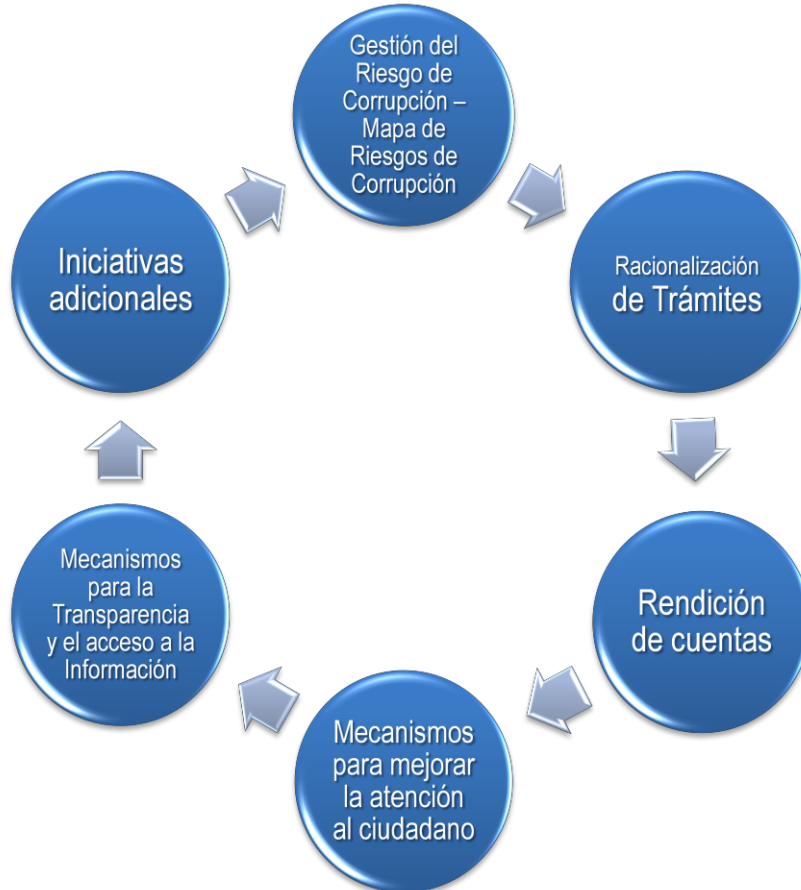 Gestión del
Riesgo de
Corrupción –
Mapa de
Riesgos de
Corrupción
Racionalización
de Trámites
Rendición
de cuentas
Mecanismos
para mejorar
la atención
al ciudadano
Mecanismos
para la
Transparencia
y el acceso a la
Información
Iniciativas
adicionales